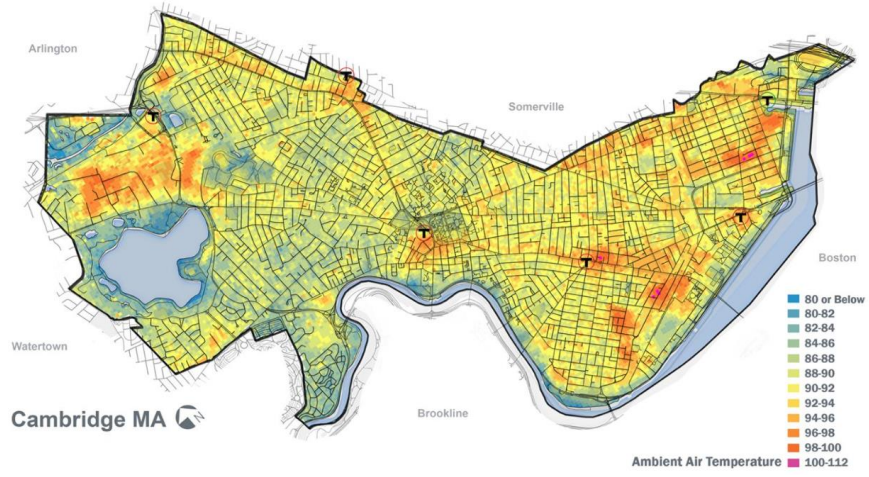 Arlington
Somerville
Boston
Watertown
Brookline
Cambridge MA
N
T
T
T
T
T
T
80 or Below
80-82
82-84
84-86
86-88
88-90
90-92
92-94
94-96
96-98
98-100
Ambient Air Temperature
100-112